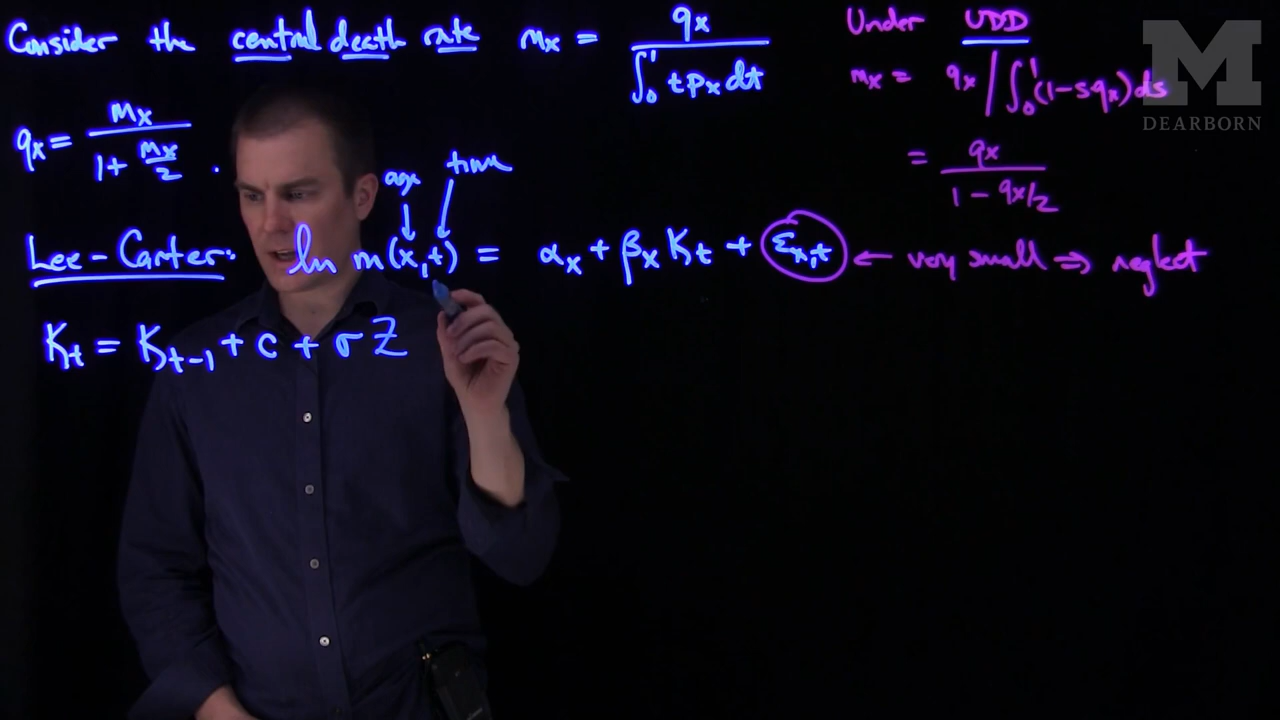 Consider the central death rate mx = qx / ∫₀¹ tpx dt
Under UDD
mx = qx / ∫₀¹ (1 - sqx) ds
= qx / (1 - qx/2)
M
DEARBORN
qx = mx / (1 + mx/2) .
age time
Lee-Carter: ln m(x,t) = αx + βx Kt + εx,t ← very small ⇒ neglect
Kt = Kt-1 + c + σ Z